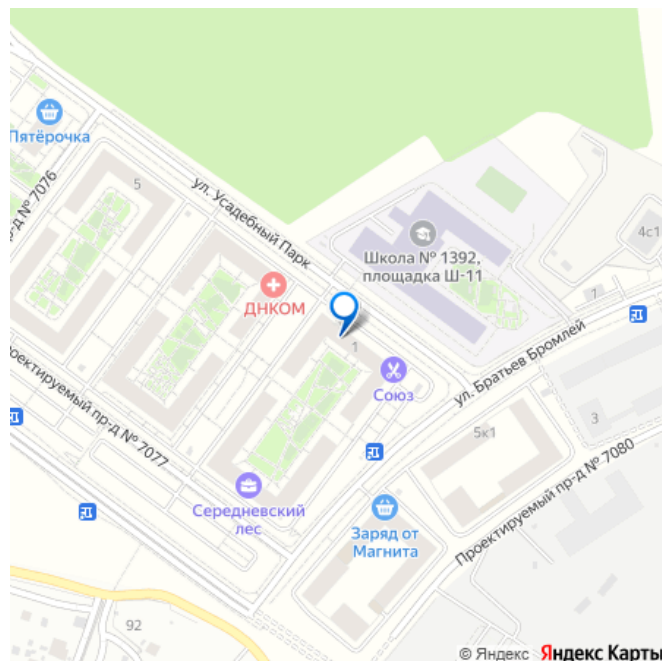 Пятёрочка
5
ул. Усадебный Парк
4с1
Школа № 1392,
площадка Ш-11
р-д № 7076
ДНКОМ
7
1
Союз
ул. Братьев Бромлей
3
5к1
роектируемый пр-д № 7077
Середневский
лес
Заряд от
Магнита
Проектируемый пр-д № 7080
92
© Яндекс Яндекс Карты